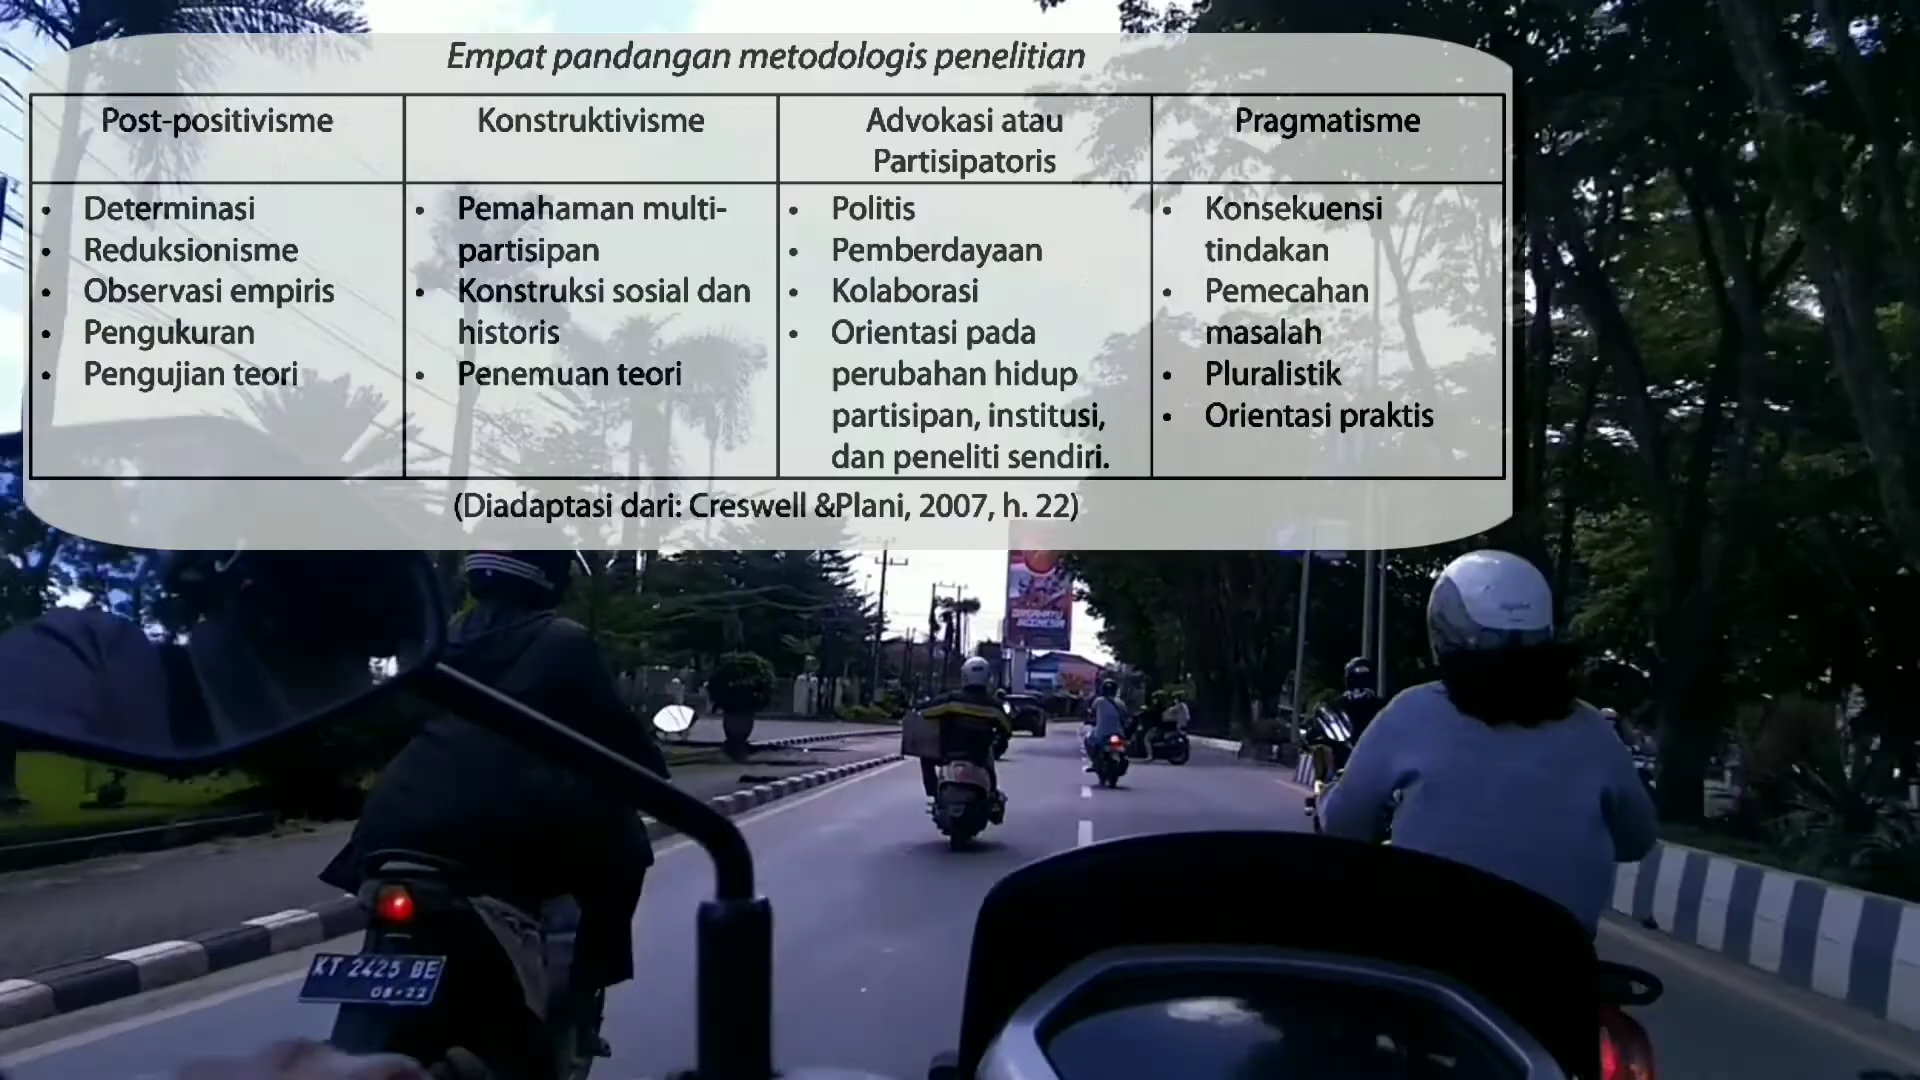 Empat pandangan metodologis penelitian
Post-positivisme
Konstruktivisme
Advokasi atau
Partisipatoris
Pragmatisme
• Determinasi
• Reduksionisme
• Observasi empiris
• Pengukuran
• Pengujian teori
• Pemahaman multi-
partisipan
• Konstruksi sosial dan
historis
• Penemuan teori
• Politis
• Pemberdayaan
• Kolaborasi
• Orientasi pada
perubahan hidup
partisipan, institusi,
dan peneliti sendiri.
• Konsekuensi
tindakan
• Pemecahan
masalah
• Pluralistik
• Orientasi praktis
(Diadaptasi dari: Creswell &Plani, 2007, h. 22)
KT 2425 BE
08-22